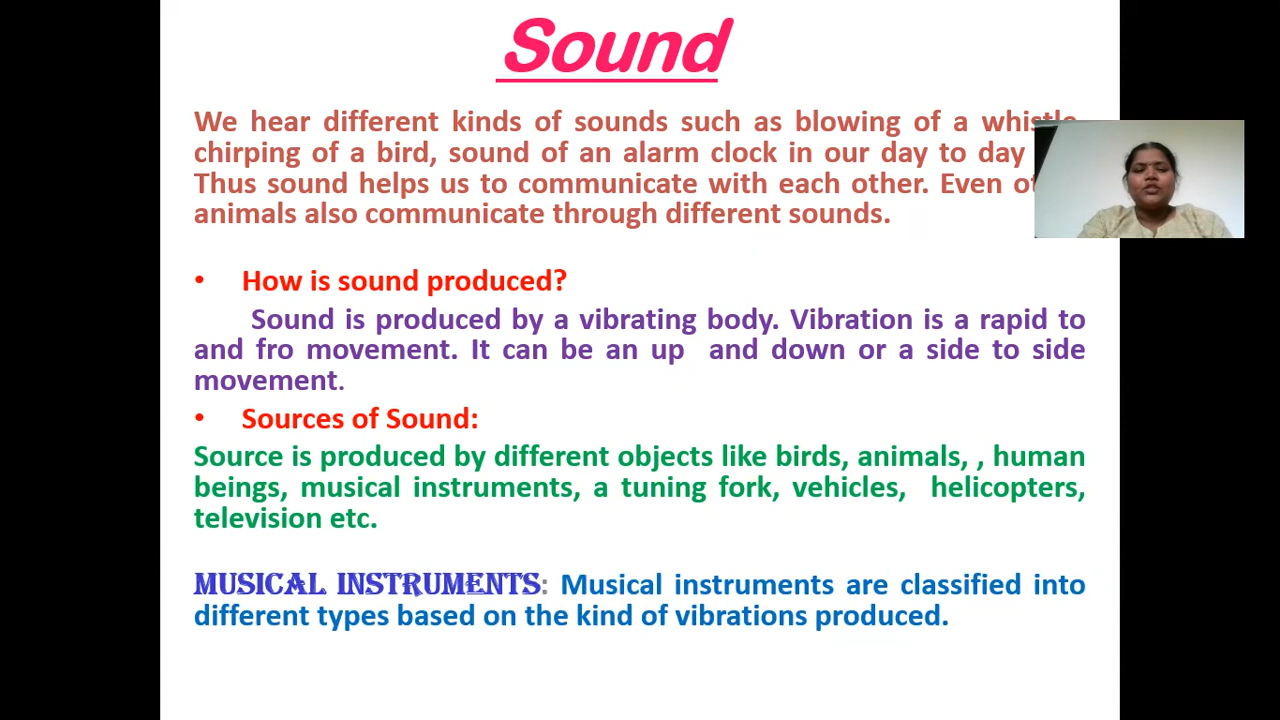 Sound
We hear different kinds of sounds such as blowing of a whistle,
chirping of a bird, sound of an alarm clock in our day to day
Thus sound helps us to communicate with each other. Even
animals also communicate through different sounds.
• How is sound produced?
Sound is produced by a vibrating body. Vibration is a rapid to
and fro movement. It can be an up and down or a side to side
movement.
• Sources of Sound:
Source is produced by different objects like birds, animals, , human
beings, musical instruments, a tuning fork, vehicles, helicopters,
television etc.
MUSICAL INSTRUMENTS: Musical instruments are classified into
different types based on the kind of vibrations produced.